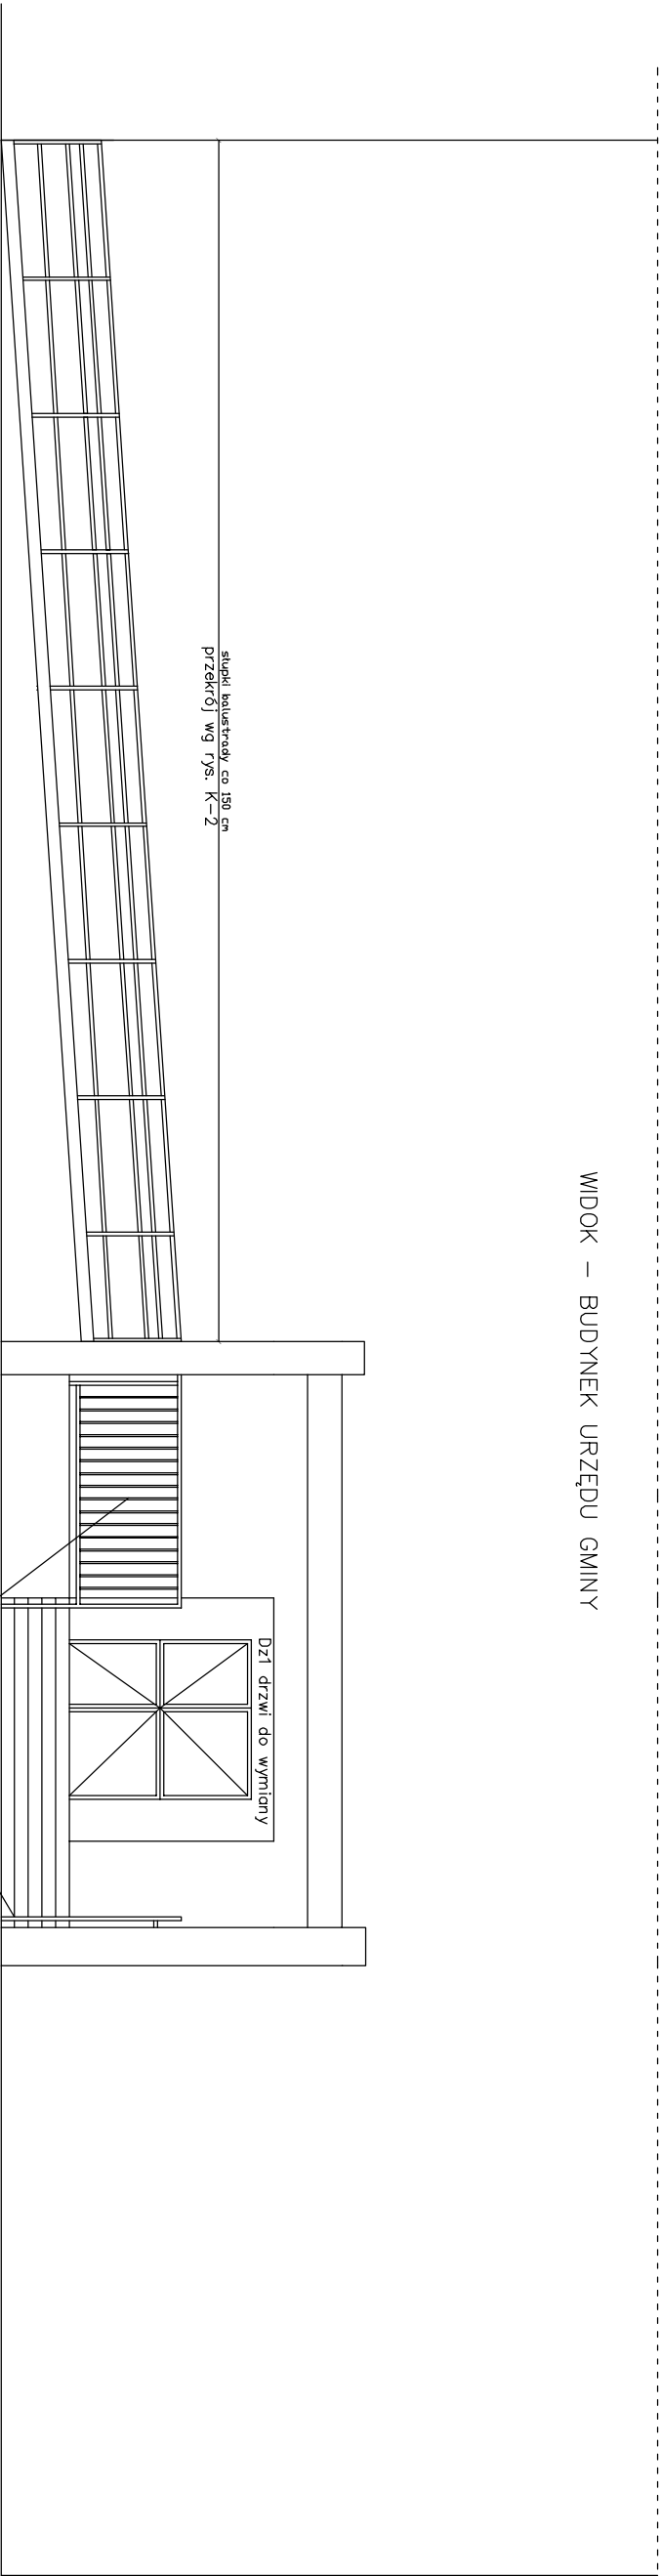 WIDOK – BUDYNEK URZĘDU GMINY
słupki balustrady co 150 cm
przekrój wg rys. K–2
Dz1 drzwi do wymiany